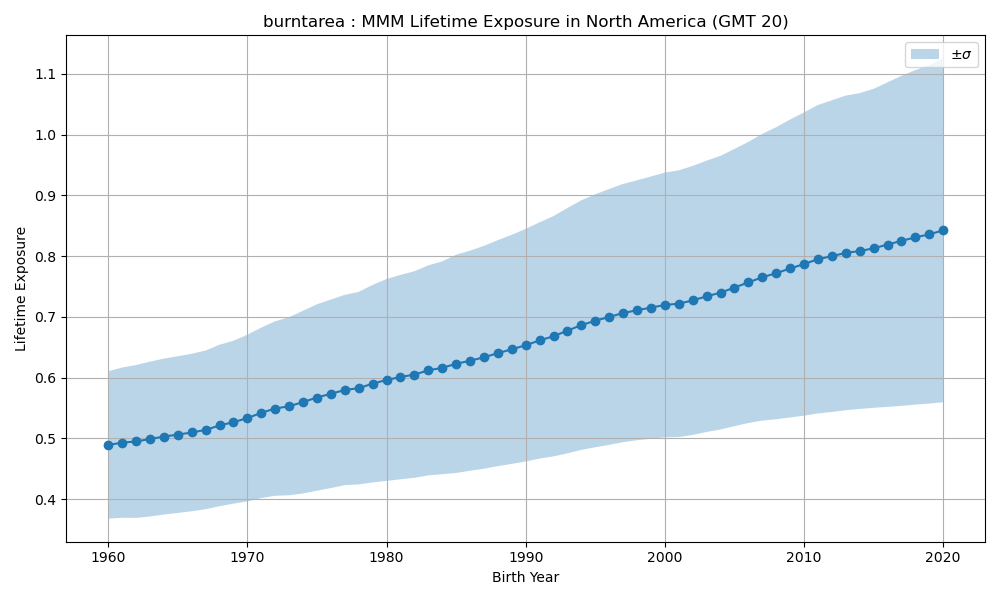 burntarea : MMM Lifetime Exposure in North America (GMT 20)
±σ
Lifetime Exposure
1.1
1.0
0.9
0.8
0.7
0.6
0.5
0.4
1960 1970 1980 1990 2000 2010 2020
Birth Year